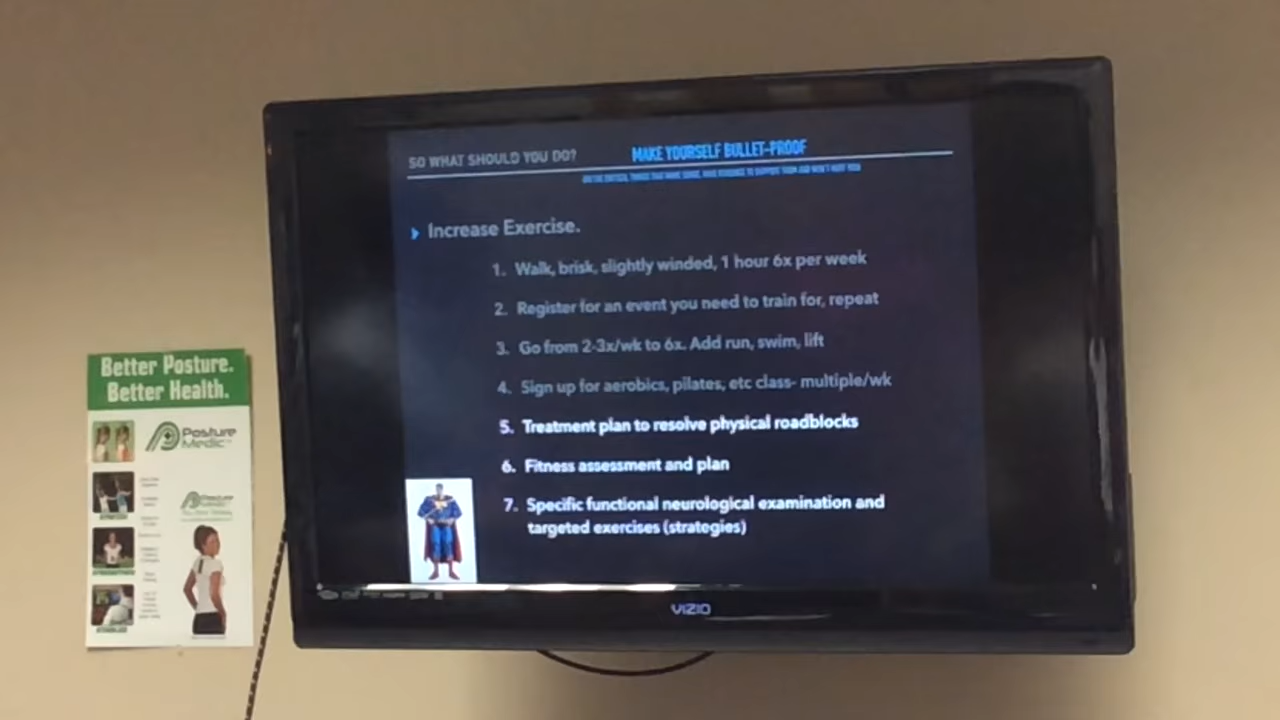 SO WHAT SHOULD YOU DO?
MAKE YOURSELF BULLET-PROOF
Increase Exercise.
1. Walk, brisk, slightly winded, 1 hour 6x per week
2. Register for an event you need to train for, repeat
3. Go from 2-3x/wk to 6x. Add run, swim, lift
4. Sign up for aerobics, pilates, etc class- multiple/wk
5. Treatment plan to resolve physical roadblocks
6. Fitness assessment and plan
7. Specific functional neurological examination and
targeted exercises (strategies)
VIZIO
Better Posture.
Better Health.
Posture
Medic
Posture
Medic